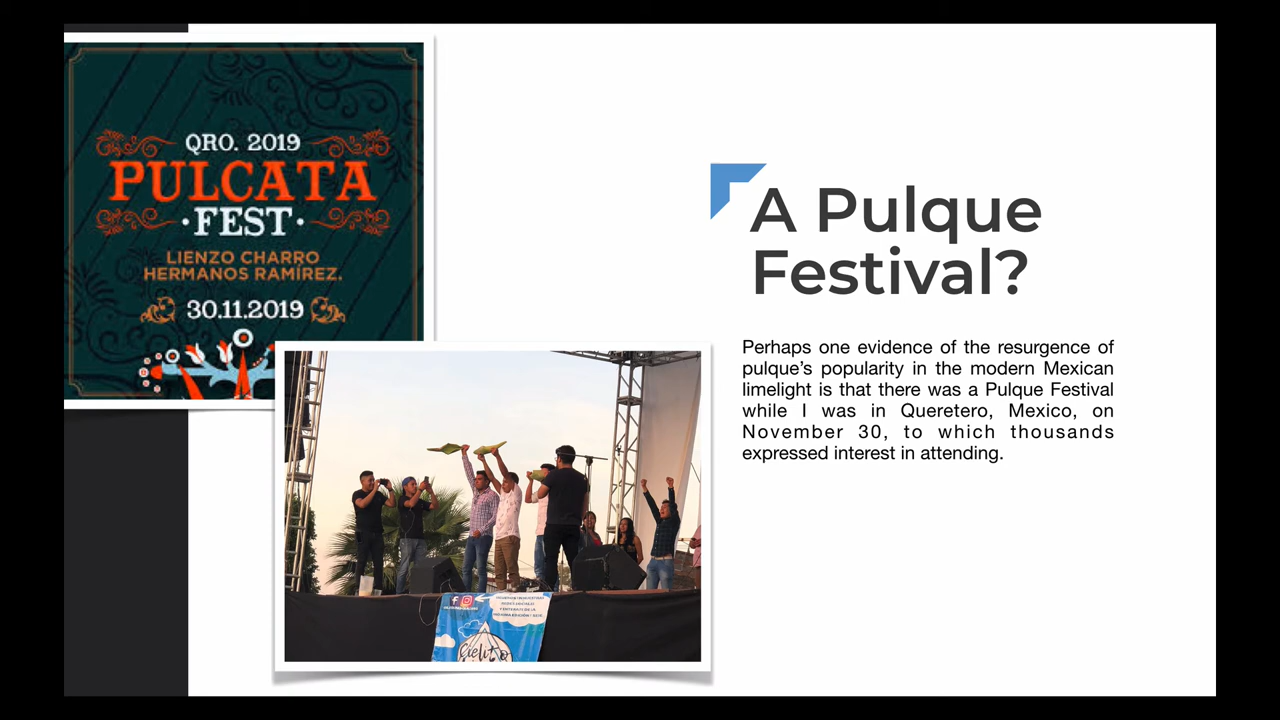 QRO. 2019
PULCATA
·FEST·
LIENZO CHARRO
HERMANOS RAMÍREZ.
30.11.2019
A Pulque
Festival?
Perhaps one evidence of the resurgence of
pulque’s popularity in the modern Mexican
limelight is that there was a Pulque Festival
while I was in Queretero, Mexico, on
November 30, to which thousands
expressed interest in attending.
Cielito